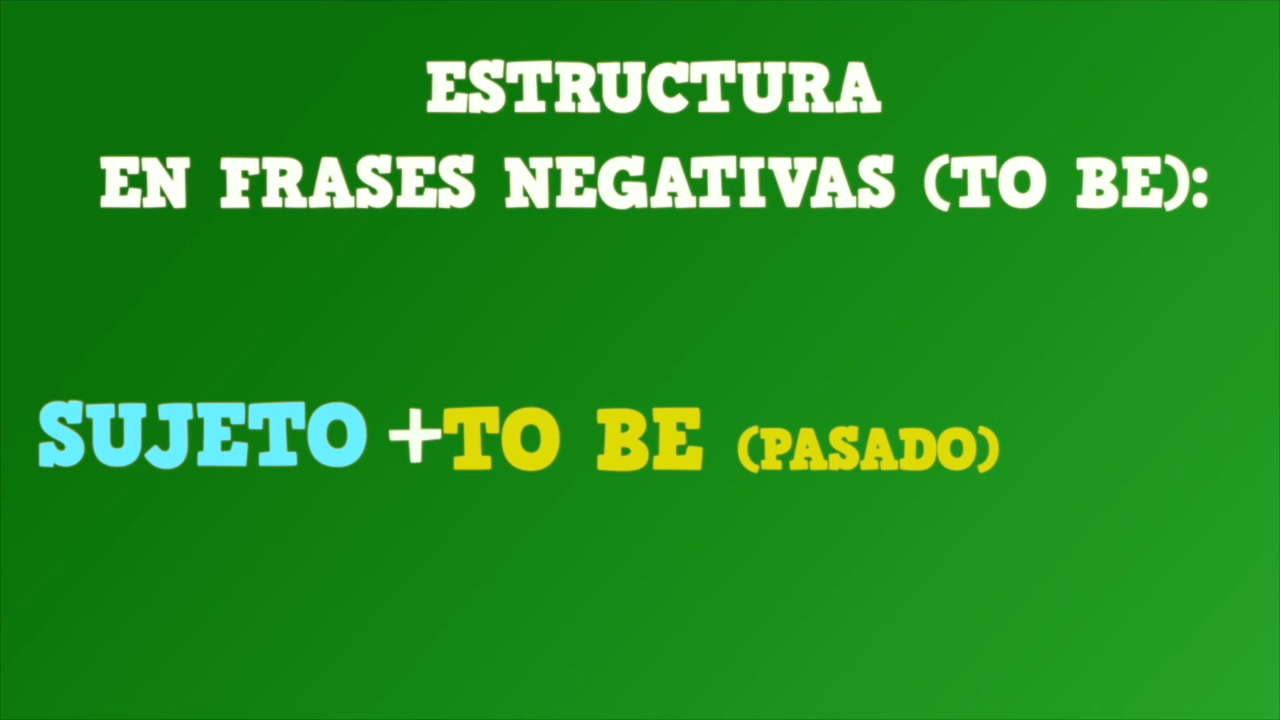 ESTRUCTURA
EN FRASES NEGATIVAS (TO BE):
SUJETO +TO BE (PASADO)